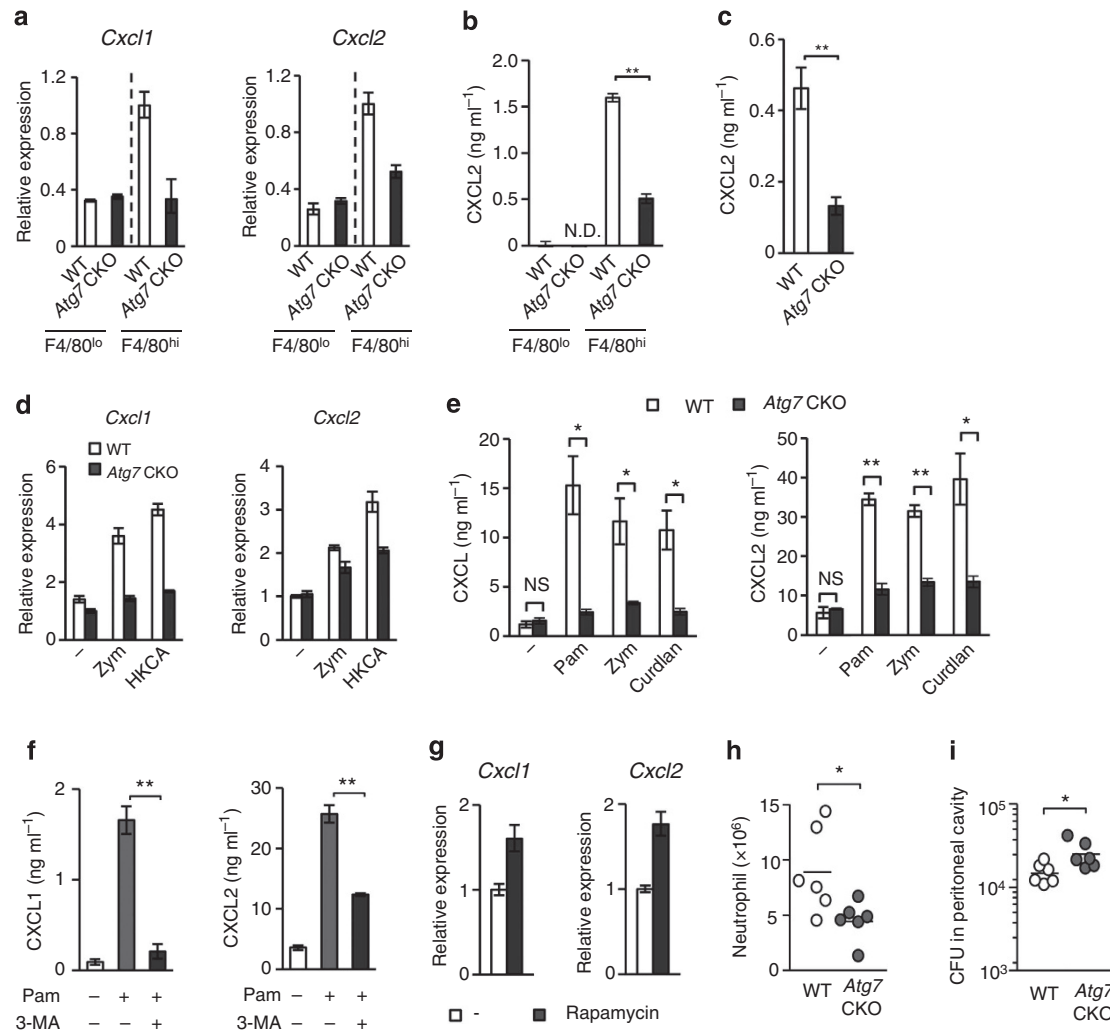 a
Cxcl1
Cxcl2
Relative expression
1.2
0.8
0.4
0
WT
Atg7 CKO
WT
Atg7 CKO
F4/80lo
F4/80hi
Relative expression
1.2
0.8
0.4
0
WT
Atg7 CKO
WT
Atg7 CKO
F4/80lo
F4/80hi
b
CXCL2 (ng ml−1)
2.0
1.5
1.0
0.5
0
N.D.
**
WT
Atg7 CKO
WT
Atg7 CKO
F4/80lo
F4/80hi
c
CXCL2 (ng ml−1)
0.6
0.4
0.2
0
**
WT
Atg7 CKO
d
Cxcl1
WT
Atg7 CKO
Relative expression
6
4
2
0
–
Zym
HKCA
Cxcl2
Relative expression
4
3
2
1
0
–
Zym
HKCA
e
WT
Atg7 CKO
CXCL (ng ml−1)
20
15
10
5
0
NS
*
*
*
–
Pam
Zym
Curdlan
CXCL2 (ng ml−1)
50
40
30
20
10
0
NS
**
**
*
–
Pam
Zym
Curdlan
f
CXCL1 (ng ml−1)
2
1
0
**
Pam – + +
3-MA – – +
CXCL2 (ng ml−1)
30
20
10
0
**
Pam – + +
3-MA – – +
g
Cxcl1
Relative expression
2
1
0
Cxcl2
Relative expression
2
1
0
-
Rapamycin
h
Neutrophil (×106)
15
10
5
0
*
WT
Atg7
CKO
i
CFU in peritoneal cavity
105
104
103
*
WT
Atg7
CKO